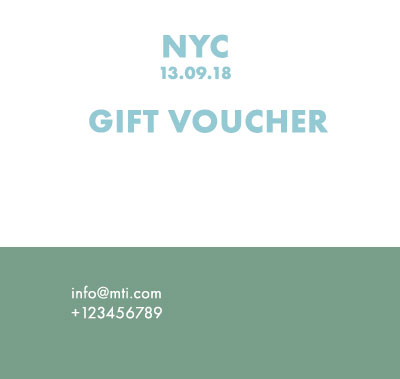 NYC
13.09.18
GIFT VOUCHER
info@mti.com
+123456789